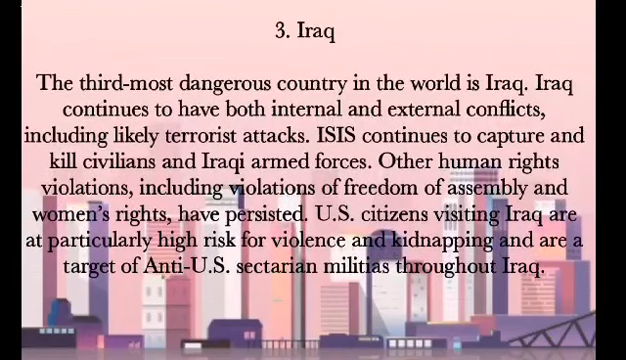 3. Iraq
The third-most dangerous country in the world is Iraq. Iraq
continues to have both internal and external conflicts,
including likely terrorist attacks. ISIS continues to capture and
kill civilians and Iraqi armed forces. Other human rights
violations, including violations of freedom of assembly and
women's rights, have persisted. U.S. citizens visiting Iraq are
at particularly high risk for violence and kidnapping and are a
target of Anti-U.S. sectarian militias throughout Iraq.